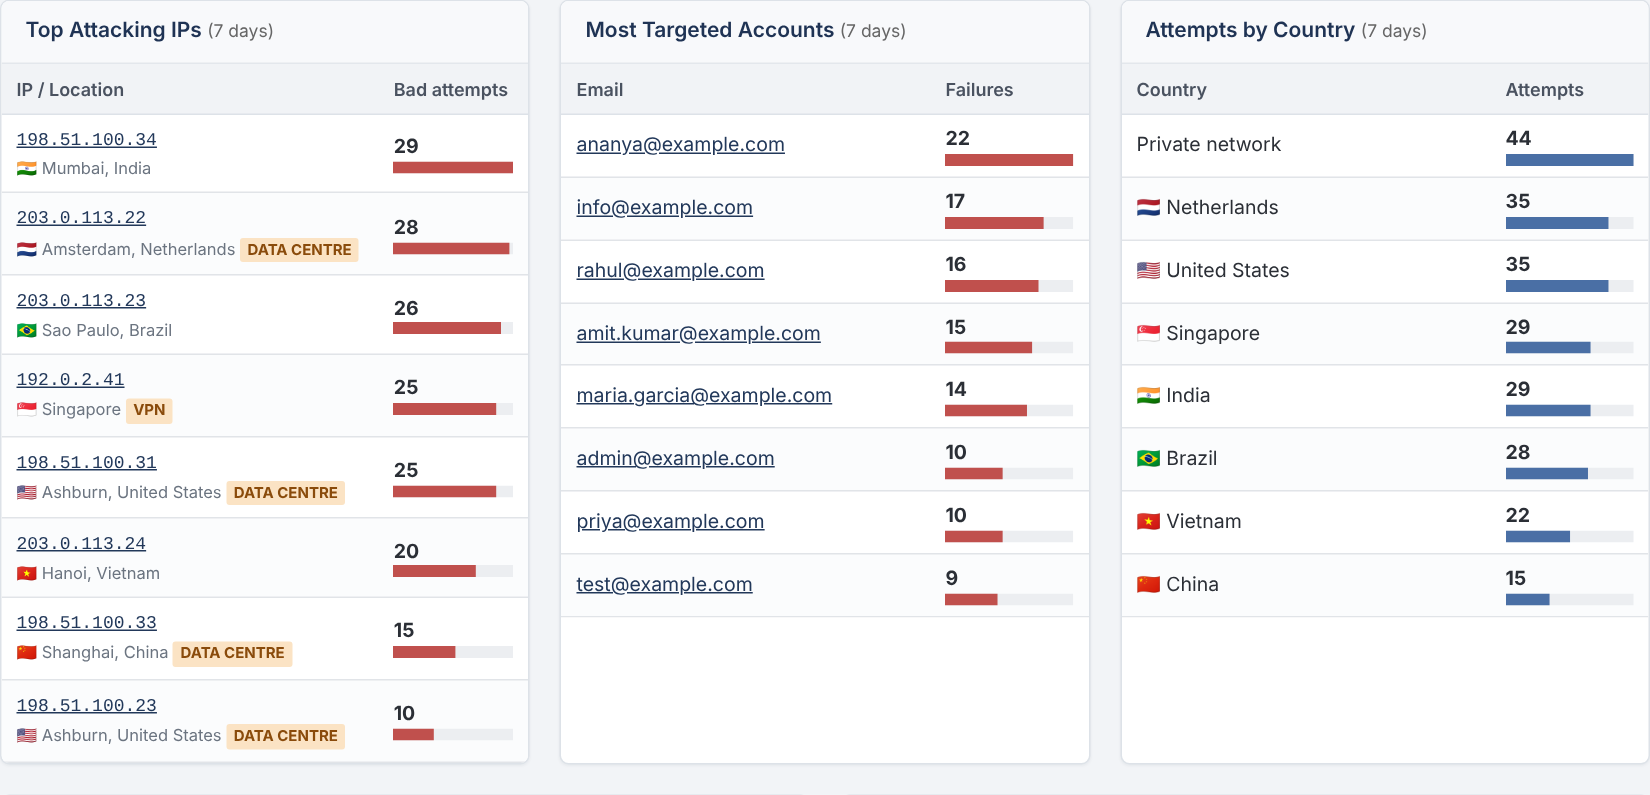 Top Attacking IPs (7 days)
IP / Location Bad attempts
198.51.100.34
29
Mumbai, India
203.0.113.22
28
Amsterdam, Netherlands DATA CENTRE
203.0.113.23
26
Sao Paulo, Brazil
192.0.2.41
25
Singapore VPN
198.51.100.31
25
Ashburn, United States DATA CENTRE
203.0.113.24
20
Hanoi, Vietnam
198.51.100.33
15
Shanghai, China DATA CENTRE
198.51.100.23
10
Ashburn, United States DATA CENTRE
Most Targeted Accounts (7 days)
Email Failures
ananya@example.com 22
info@example.com 17
rahul@example.com 16
amit.kumar@example.com 15
maria.garcia@example.com 14
admin@example.com 10
priya@example.com 10
test@example.com 9
Attempts by Country (7 days)
Country Attempts
Private network 44
Netherlands 35
United States 35
Singapore 29
India 29
Brazil 28
Vietnam 22
China 15